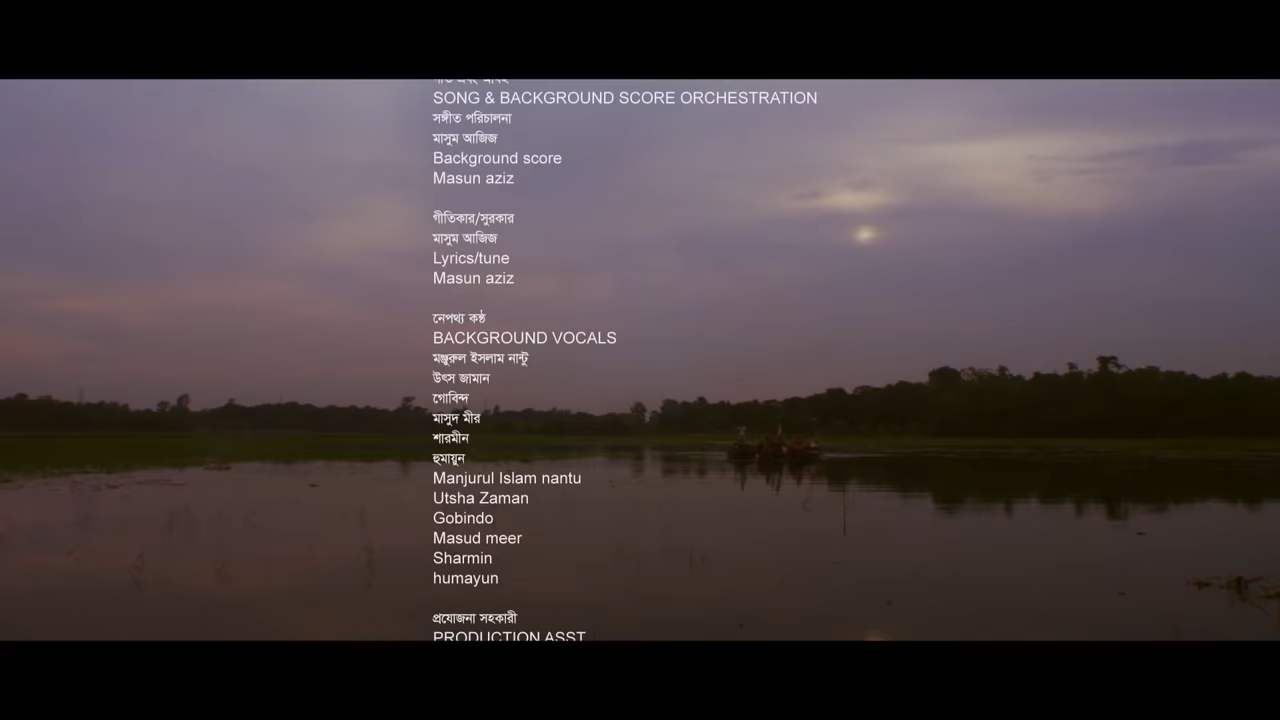 SONG & BACKGROUND SCORE ORCHESTRATION
সঙ্গীত পরিচালনা
মাসুম আজিজ
Background score
Masun aziz
গীতিকার/সুরকার
মাসুম আজিজ
Lyrics/tune
Masun aziz
নেপথ্য কন্ঠ
BACKGROUND VOCALS
মঞ্জুরুল ইসলাম নান্টু
উৎস জামান
গোবিন্দ
মাসুদ মীর
শারমীন
হুমায়ুন
Manjurul Islam nantu
Utsha Zaman
Gobindo
Masud meer
Sharmin
humayun
প্রযোজনা সহকারী
PRODUCTION ASST